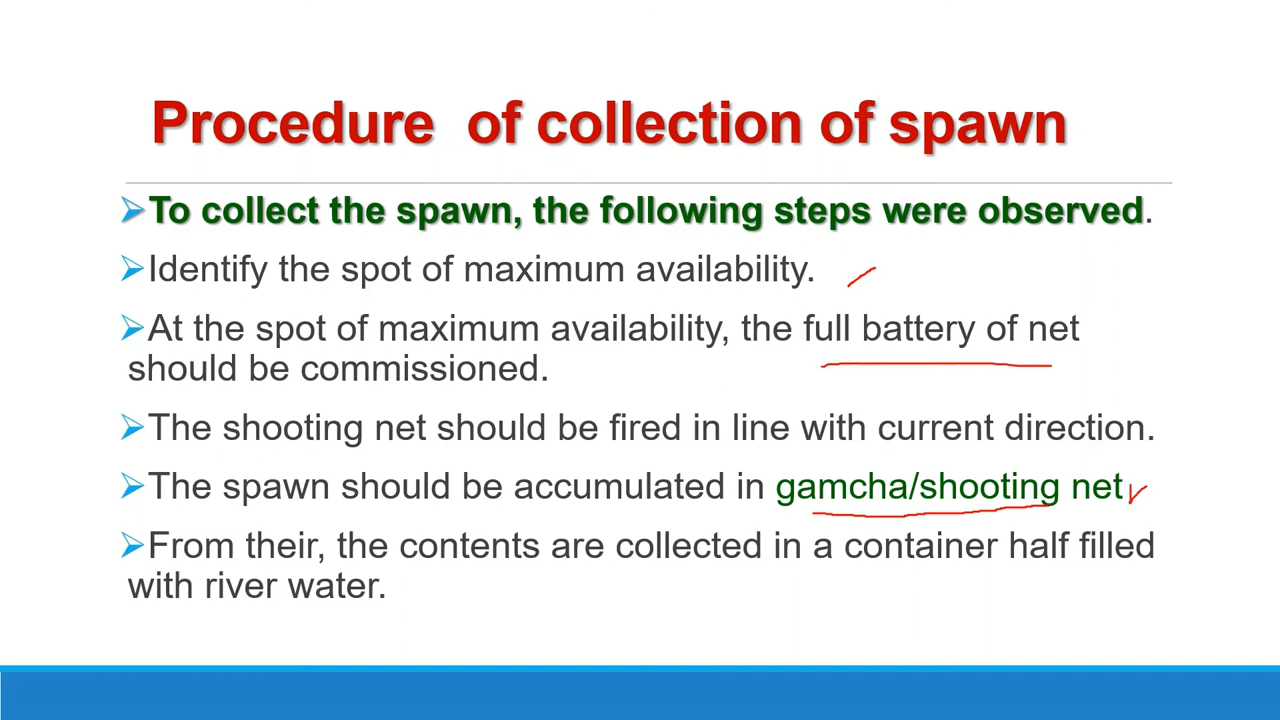 Procedure of collection of spawn
To collect the spawn, the following steps were observed.
Identify the spot of maximum availability.
At the spot of maximum availability, the full battery of net
should be commissioned.
The shooting net should be fired in line with current direction.
The spawn should be accumulated in gamcha/shooting net
From their, the contents are collected in a container half filled
with river water.